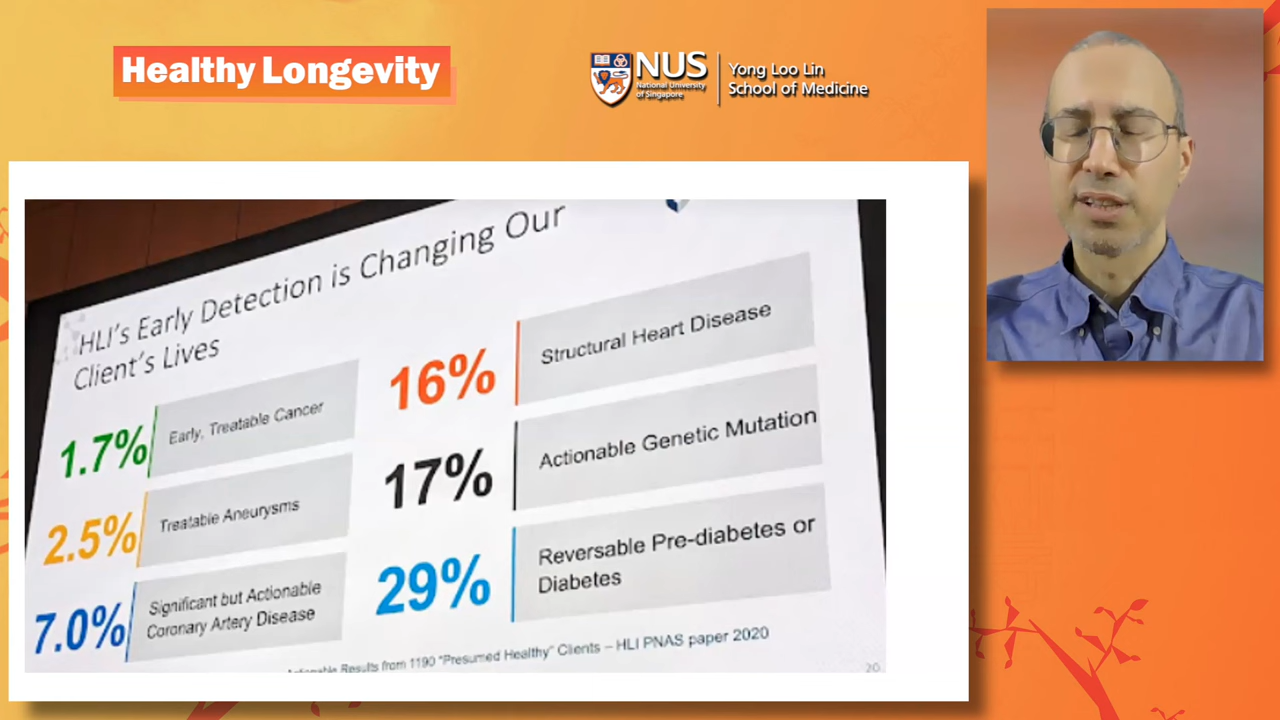 Healthy Longevity
NUS
National University
of Singapore
Yong Loo Lin
School of Medicine
HLI's Early Detection is Changing Our
Client's Lives
1.7%
Early, Treatable Cancer
2.5%
Treatable Aneurysms
7.0%
Significant but Actionable
Coronary Artery Disease
16%
Structural Heart Disease
17%
Actionable Genetic Mutation
29%
Reversable Pre-diabetes or
Diabetes
Actionable Results from 1190 "Presumed Healthy" Clients – HLI PNAS paper 2020
20